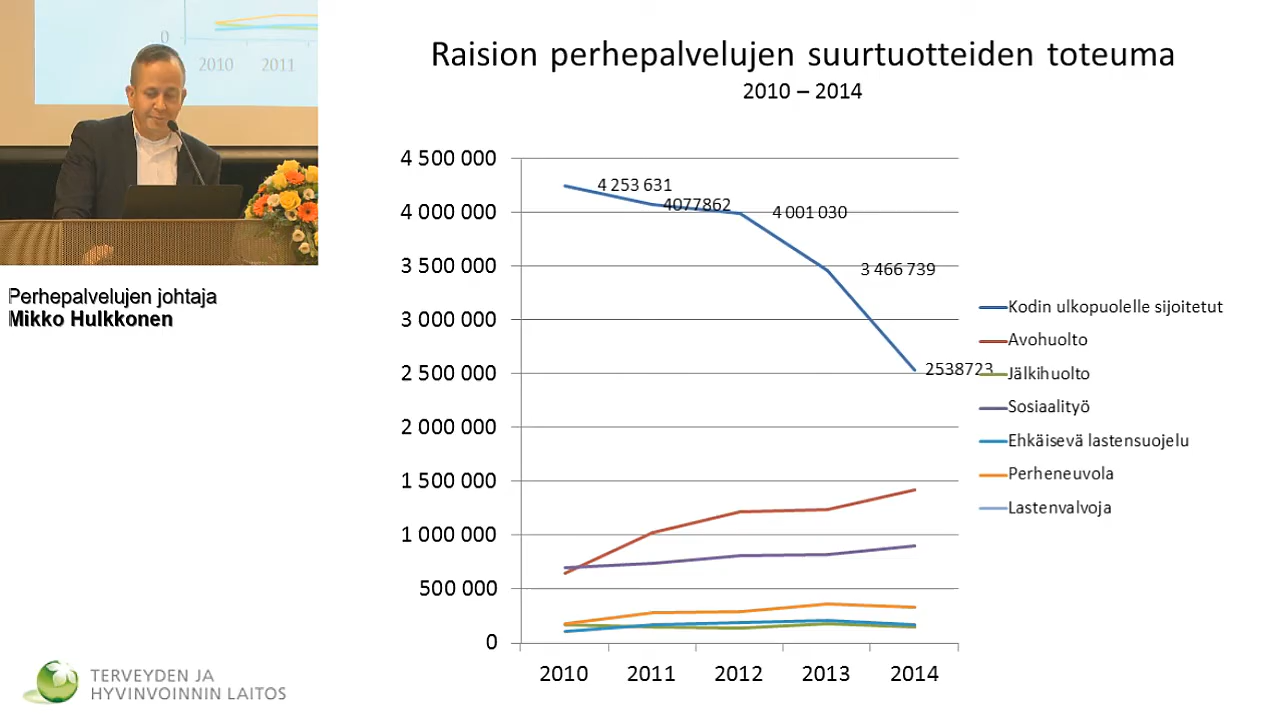 0
2010
2011
Perhepalvelujen johtaja
Mikko Hulkkonen
Raision perhepalvelujen suurtuotteiden toteuma
2010 – 2014
4 500 000
4 000 000
3 500 000
3 000 000
2 500 000
2 000 000
1 500 000
1 000 000
500 000
0
4 253 631
4077862
4 001 030
3 466 739
2538723
2010 2011 2012 2013 2014
Kodin ulkopuolelle sijoitetut
Avohuolto
Jälkihuolto
Sosiaalityö
Ehkäisevä lastensuojelu
Perheneuvola
Lastenvalvoja
TERVEYDEN JA
HYVINVOINNIN LAITOS